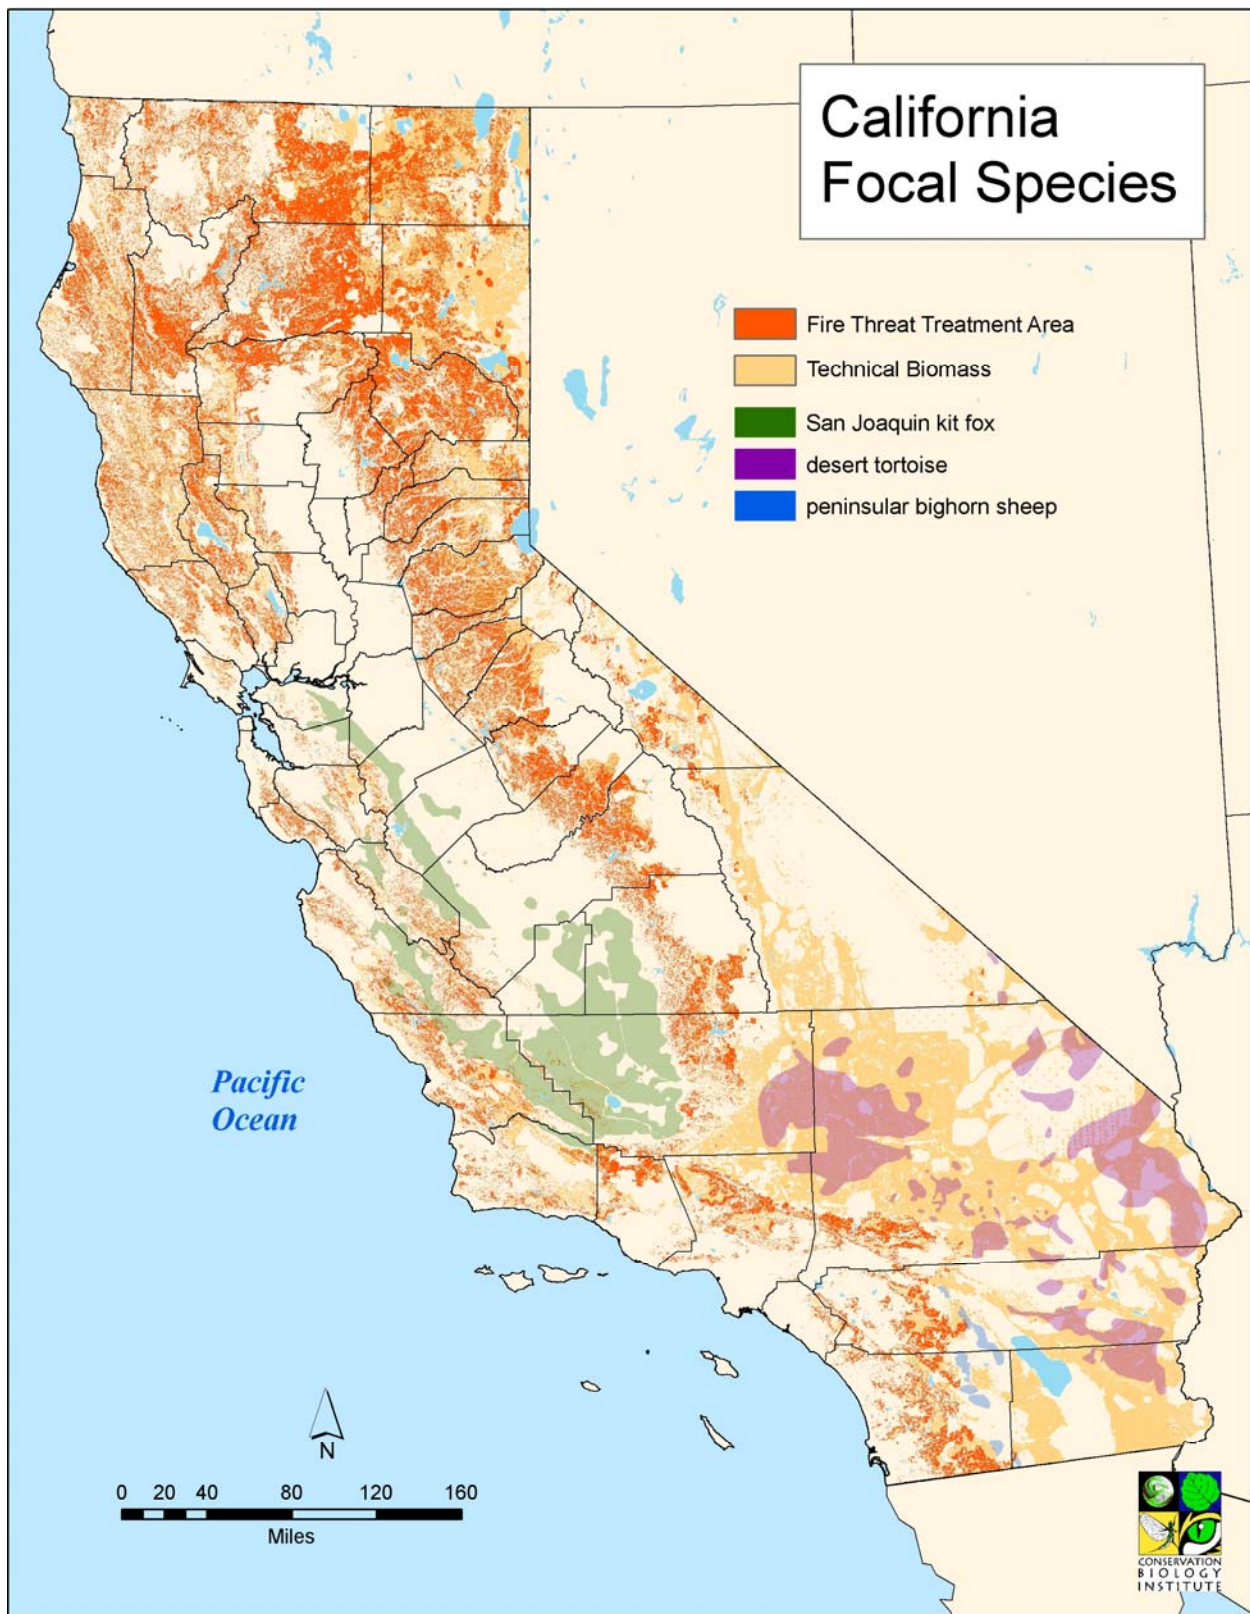 California
Focal Species
Fire Threat Treatment Area
Technical Biomass
San Joaquin kit fox
desert tortoise
peninsular bighorn sheep
Pacific
Ocean
N
0 20 40 80 120 160
Miles
CONSERVATION
BIOLOGY
INSTITUTE